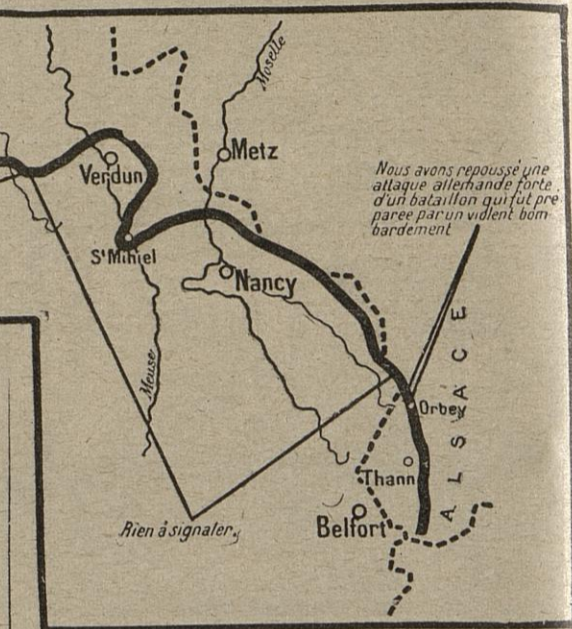 Moselle
Metz
Verdun
Nous avons repoussé une
attaque allemande forte
d'un bataillon qui fut pré
parée par un violent bom
bardement
St Mihiel
Nancy
Meuse
ALSACE
Orbey
Thann
Belfort
Rien à signaler.